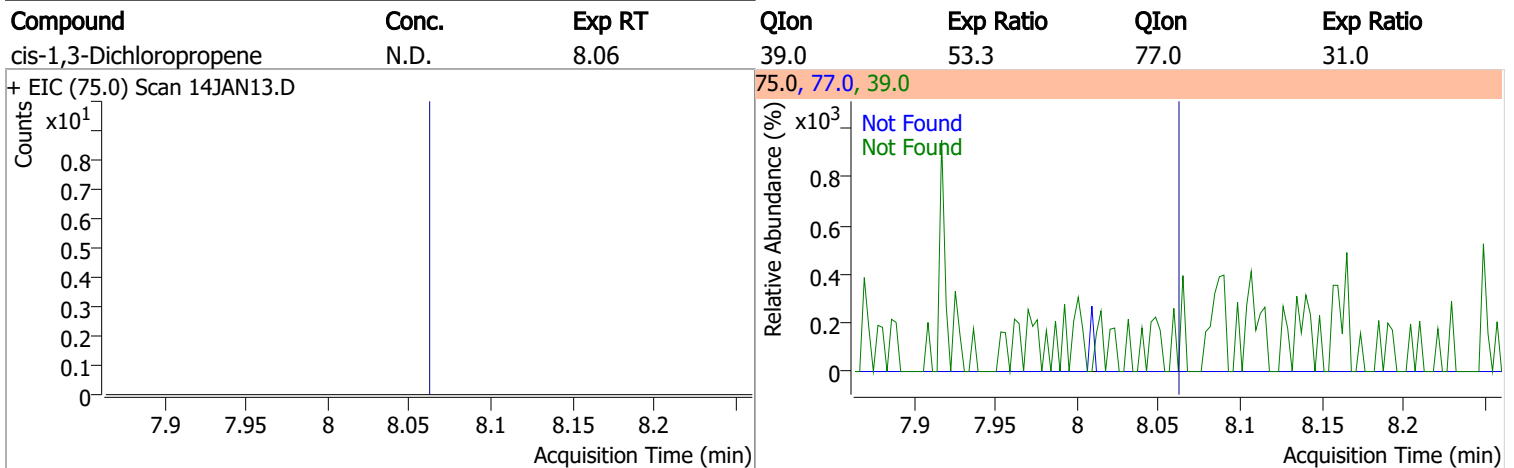 Compound Conc. Exp RT QIon Exp Ratio QIon Exp Ratio
cis-1,3-Dichloropropene N.D. 8.06 39.0 53.3 77.0 31.0
+ EIC (75.0) Scan 14JAN13.D
Counts
x10¹
0.8
0.7
0.6
0.5
0.4
0.3
0.2
0.1
0
7.9 7.95 8 8.05 8.1 8.15 8.2
Acquisition Time (min)
75.0, 77.0, 39.0
Relative Abundance (%)
x10³
Not Found
Not Found
0.8
0.6
0.4
0.2
0
7.9 7.95 8 8.05 8.1 8.15 8.2
Acquisition Time (min)